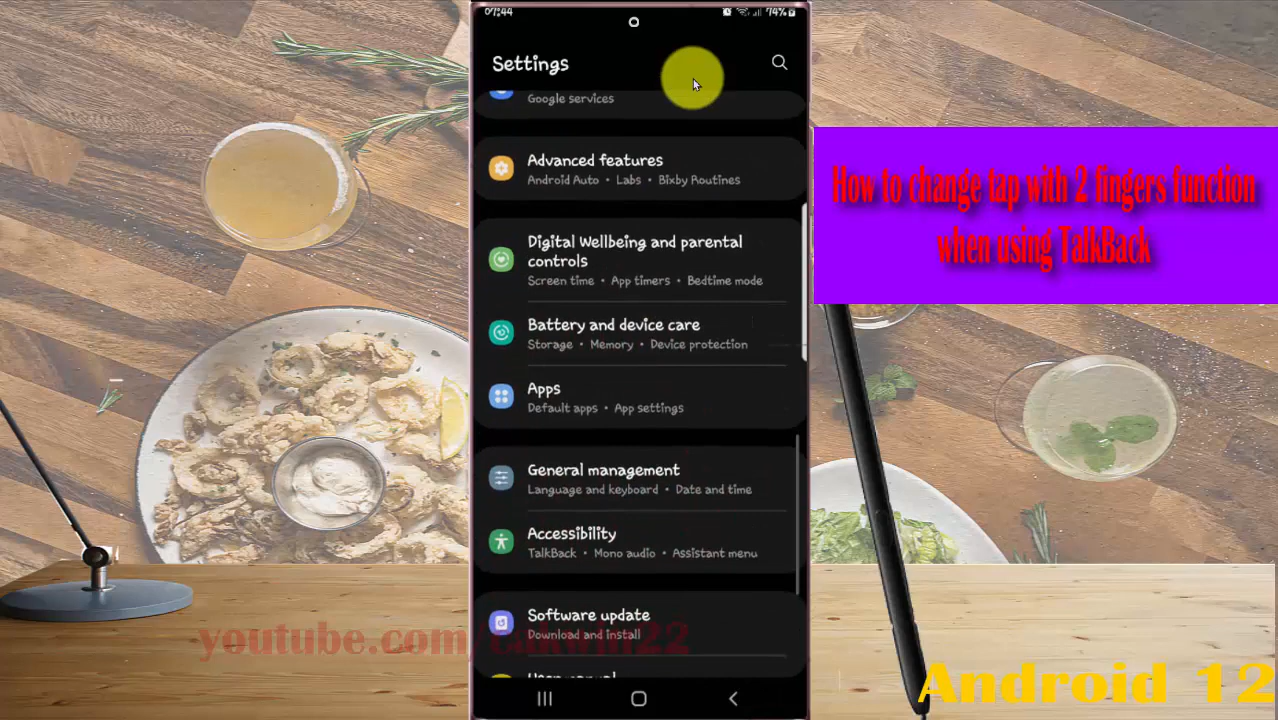 07:44
74%
Settings
Google services
Advanced features
Android Auto • Labs • Bixby Routines
Digital Wellbeing and parental
controls
Screen time • App timers • Bedtime mode
Battery and device care
Storage • Memory • Device protection
Apps
Default apps • App settings
General management
Language and keyboard • Date and time
Accessibility
TalkBack • Mono audio • Assistant menu
Software update
Download and install
How to change tap with 2 fingers function
when using TalkBack
Android 12